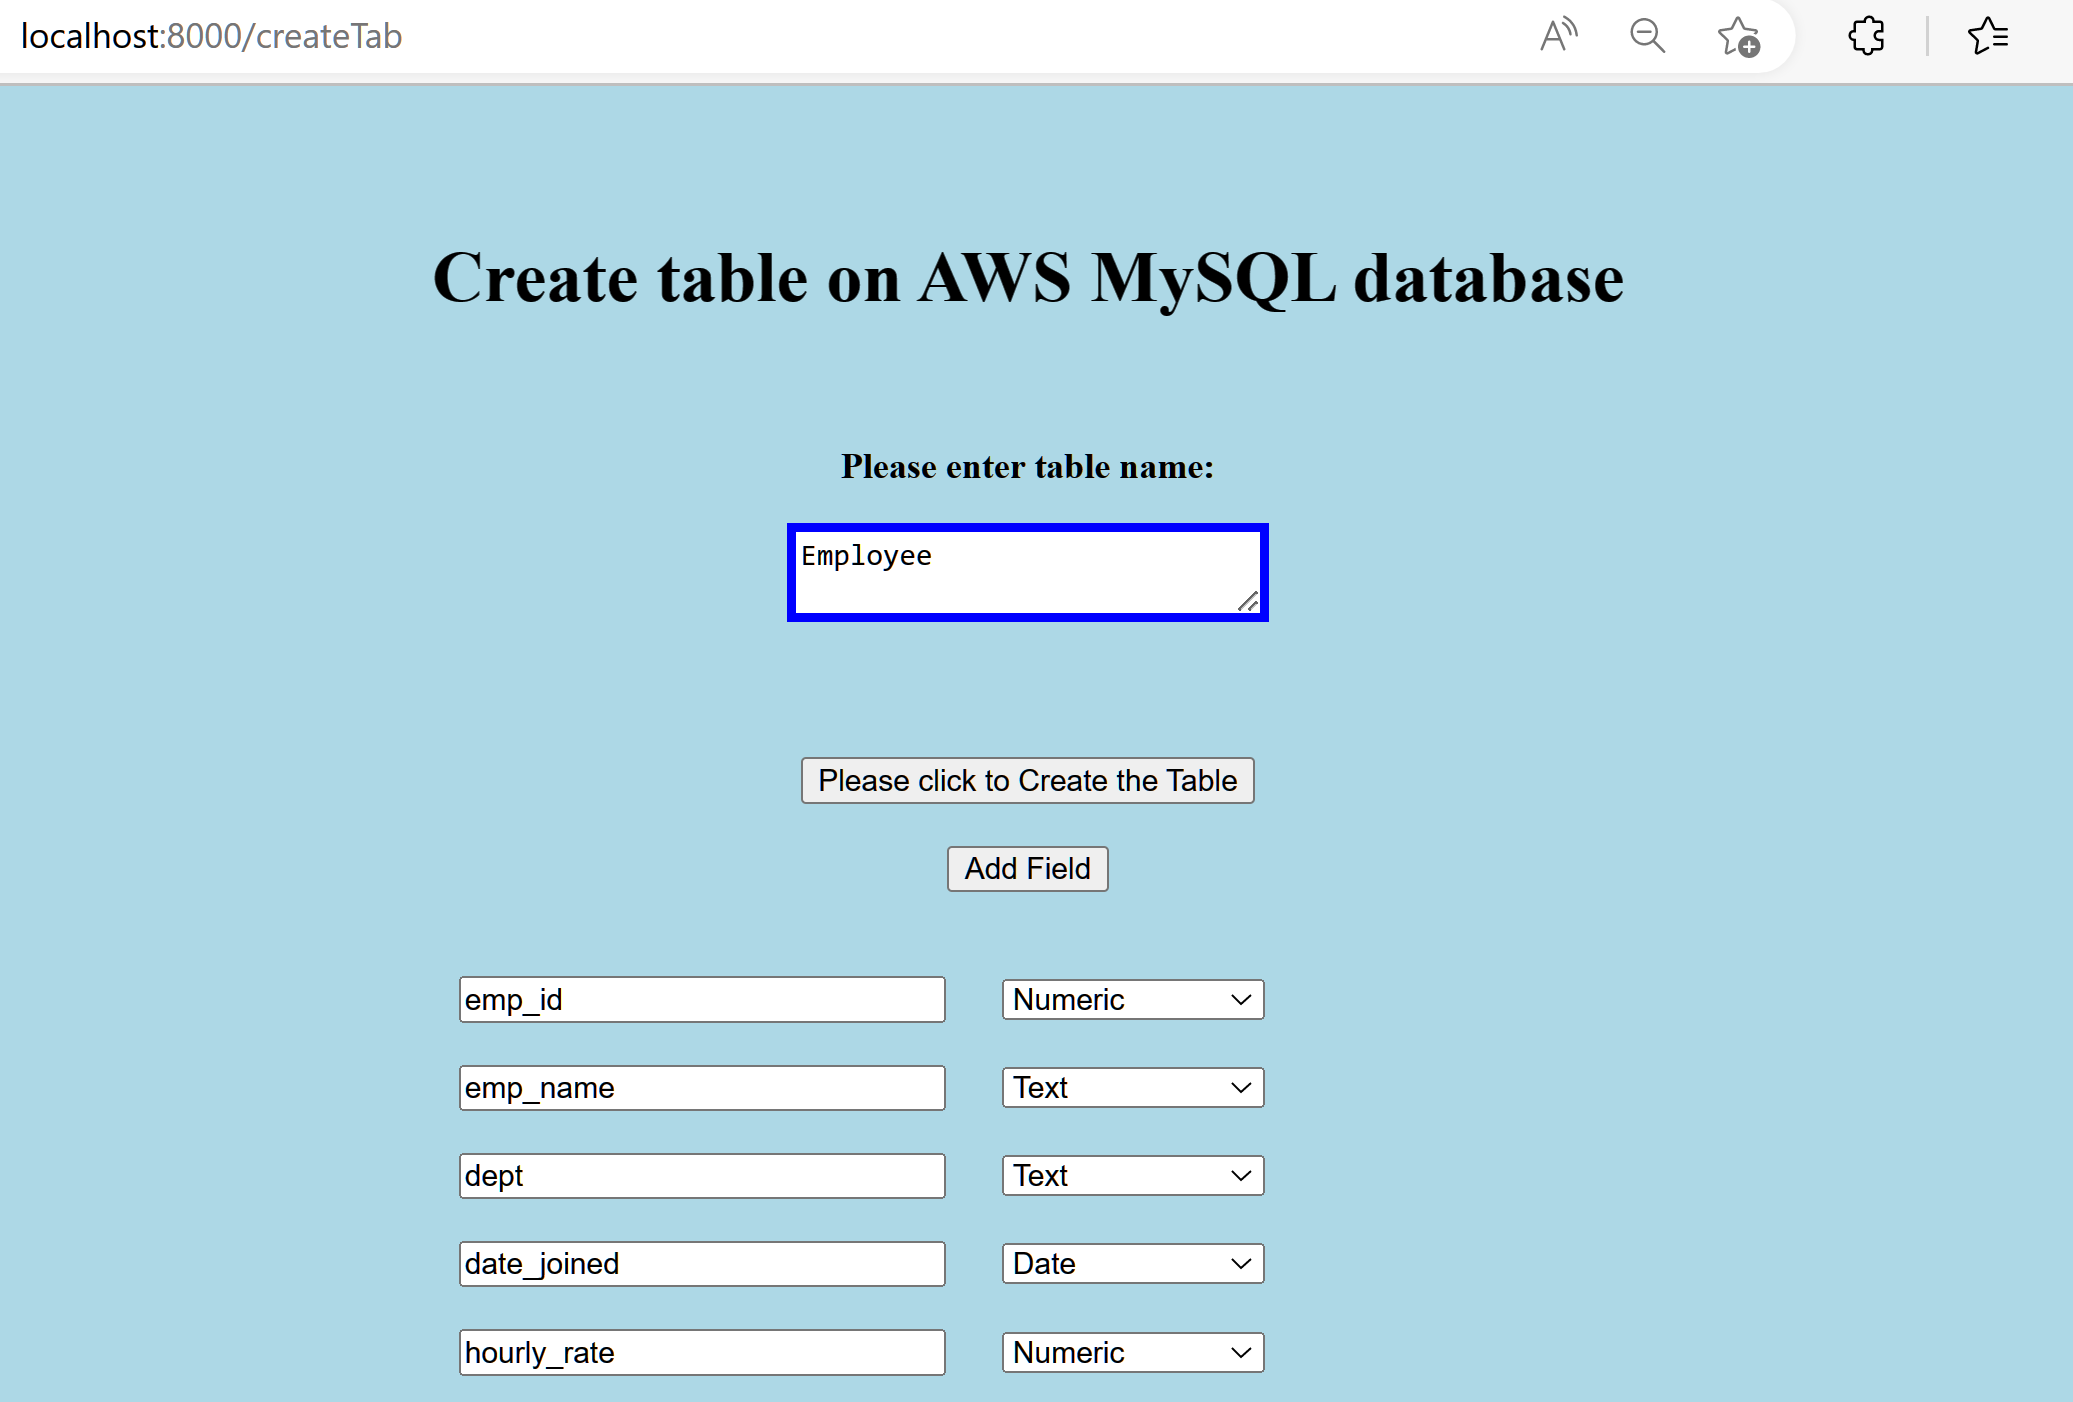 localhost:8000/createTab
Create table on AWS MySQL database
Please enter table name:
Employee
Please click to Create the Table
Add Field
emp_id Numeric
emp_name Text
dept Text
date_joined Date
hourly_rate Numeric